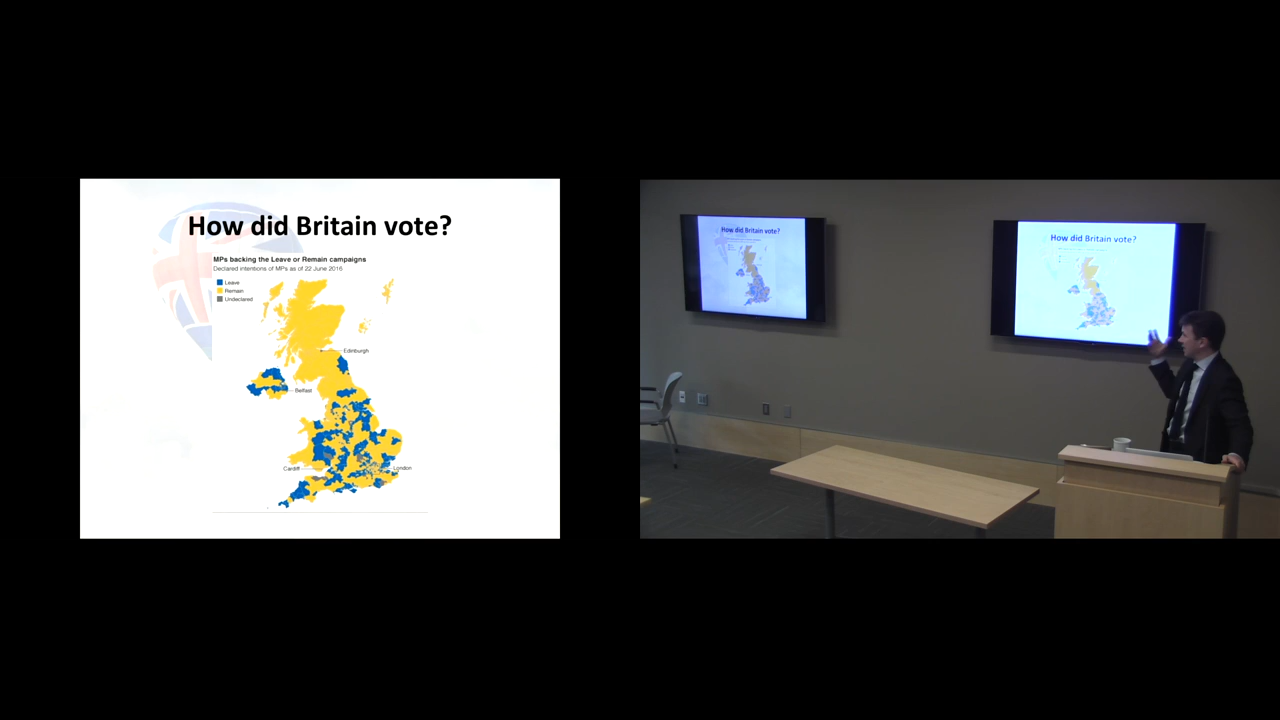 How did Britain vote?
MPs backing the Leave or Remain campaigns
Declared intentions of MPs as of 22 June 2016
Leave
Remain
Undeclared
Edinburgh
Belfast
Cardiff
London
How did Britain vote?
How did Britain vote?